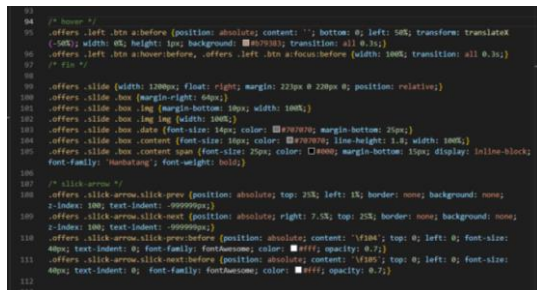 93
94 /* hover */
95 .offers .left .btn a:before {position: absolute; content: ''; bottom: 0; left: 50%; transform: translateX
(-50%); width: 0%; height: 1px; background: #b79383; transition: all 0.3s;}
96 .offers .left .btn a:hover:before, .offers .left .btn a:focus:before {width: 100%; transition: all 0.3s;}
97 /* fin */
98
99 .offers .slide {width: 1200px; float: right; margin: 223px 0 220px 0; position: relative;}
100 .offers .slide .box {margin-right: 64px;}
101 .offers .slide .box .img {margin-bottom: 10px; width: 100%;}
102 .offers .slide .box .img img {width: 100%;}
103 .offers .slide .box .date {font-size: 14px; color: #707070; margin-bottom: 25px;}
104 .offers .slide .box .content {font-size: 16px; color: #707070; line-height: 1.8; width: 100%;}
105 .offers .slide .box span {font-size: 25px; color: #000; margin-bottom: 15px; display: inline-block;
font-family: 'Hanbatang'; font-weight: bold;}
106
107 /* slick-arrow */
108 .offers .slick-arrow.slick-prev {position: absolute; top: 25%; left: 1%; border: none; background: none;
z-index: 100; text-indent: -999999px;}
109 .offers .slick-arrow.slick-next {position: absolute; right: 7.5%; top: 25%; border: none; background: none;
z-index: 100; text-indent: -999999px;}
110 .offers .slick-arrow.slick-prev:before {position: absolute; content: '\f104'; top: 0; left: 0; font-size:
40px; text-indent: 0; font-family: fontAwesome; color: #fff; opacity: 0.7;}
111 .offers .slick-arrow.slick-next:before {position: absolute; content: '\f105'; top: 0; left: 0; font-size:
40px; text-indent: 0; font-family: fontAwesome; color: #fff; opacity: 0.7;}
112